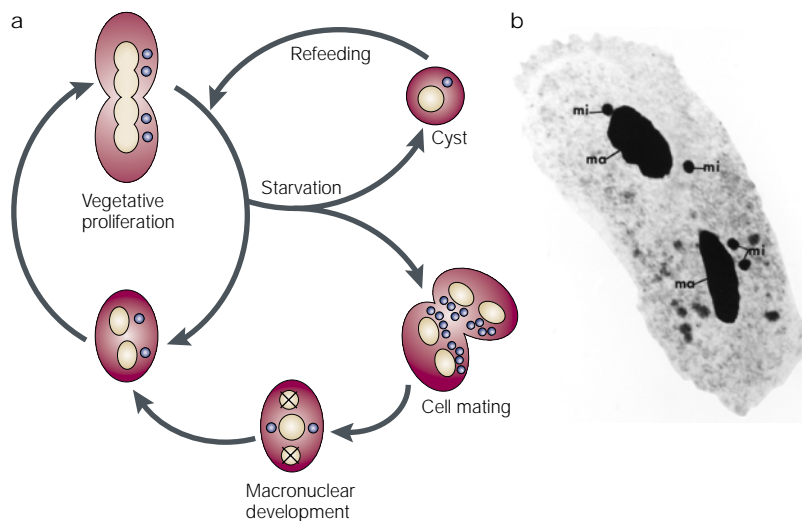 a
b
Refeeding
Cyst
Starvation
Vegetative
proliferation
Cell mating
Macronuclear
development
mi
ma
mi
mi
ma